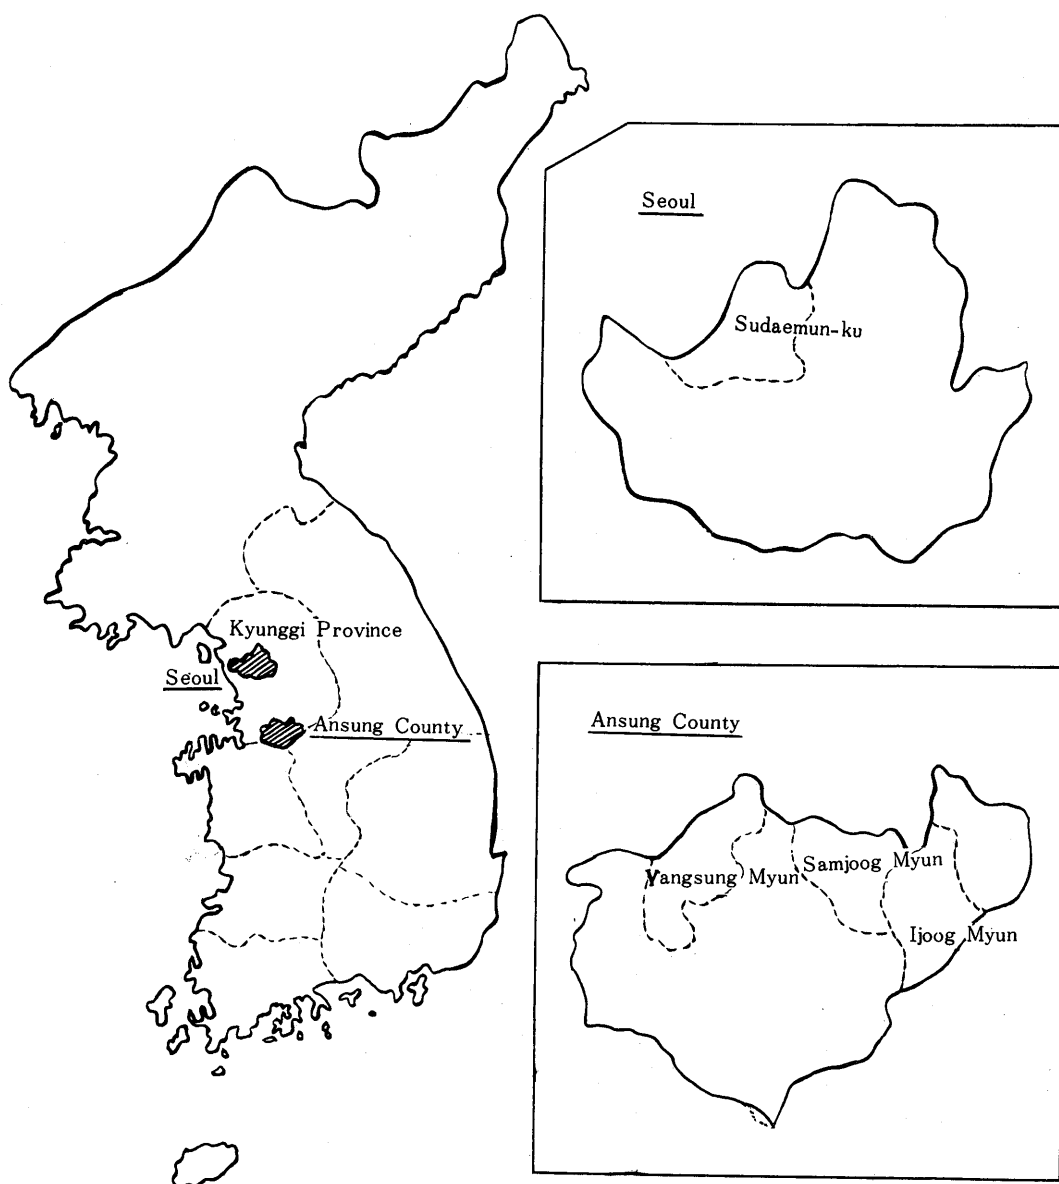 Seoul
Sudaemun-ku
Kyunggi Province
Seoul
Ansung County
Ansung County
Yangsung Myun
Samjoog Myun
Ijoog Myun